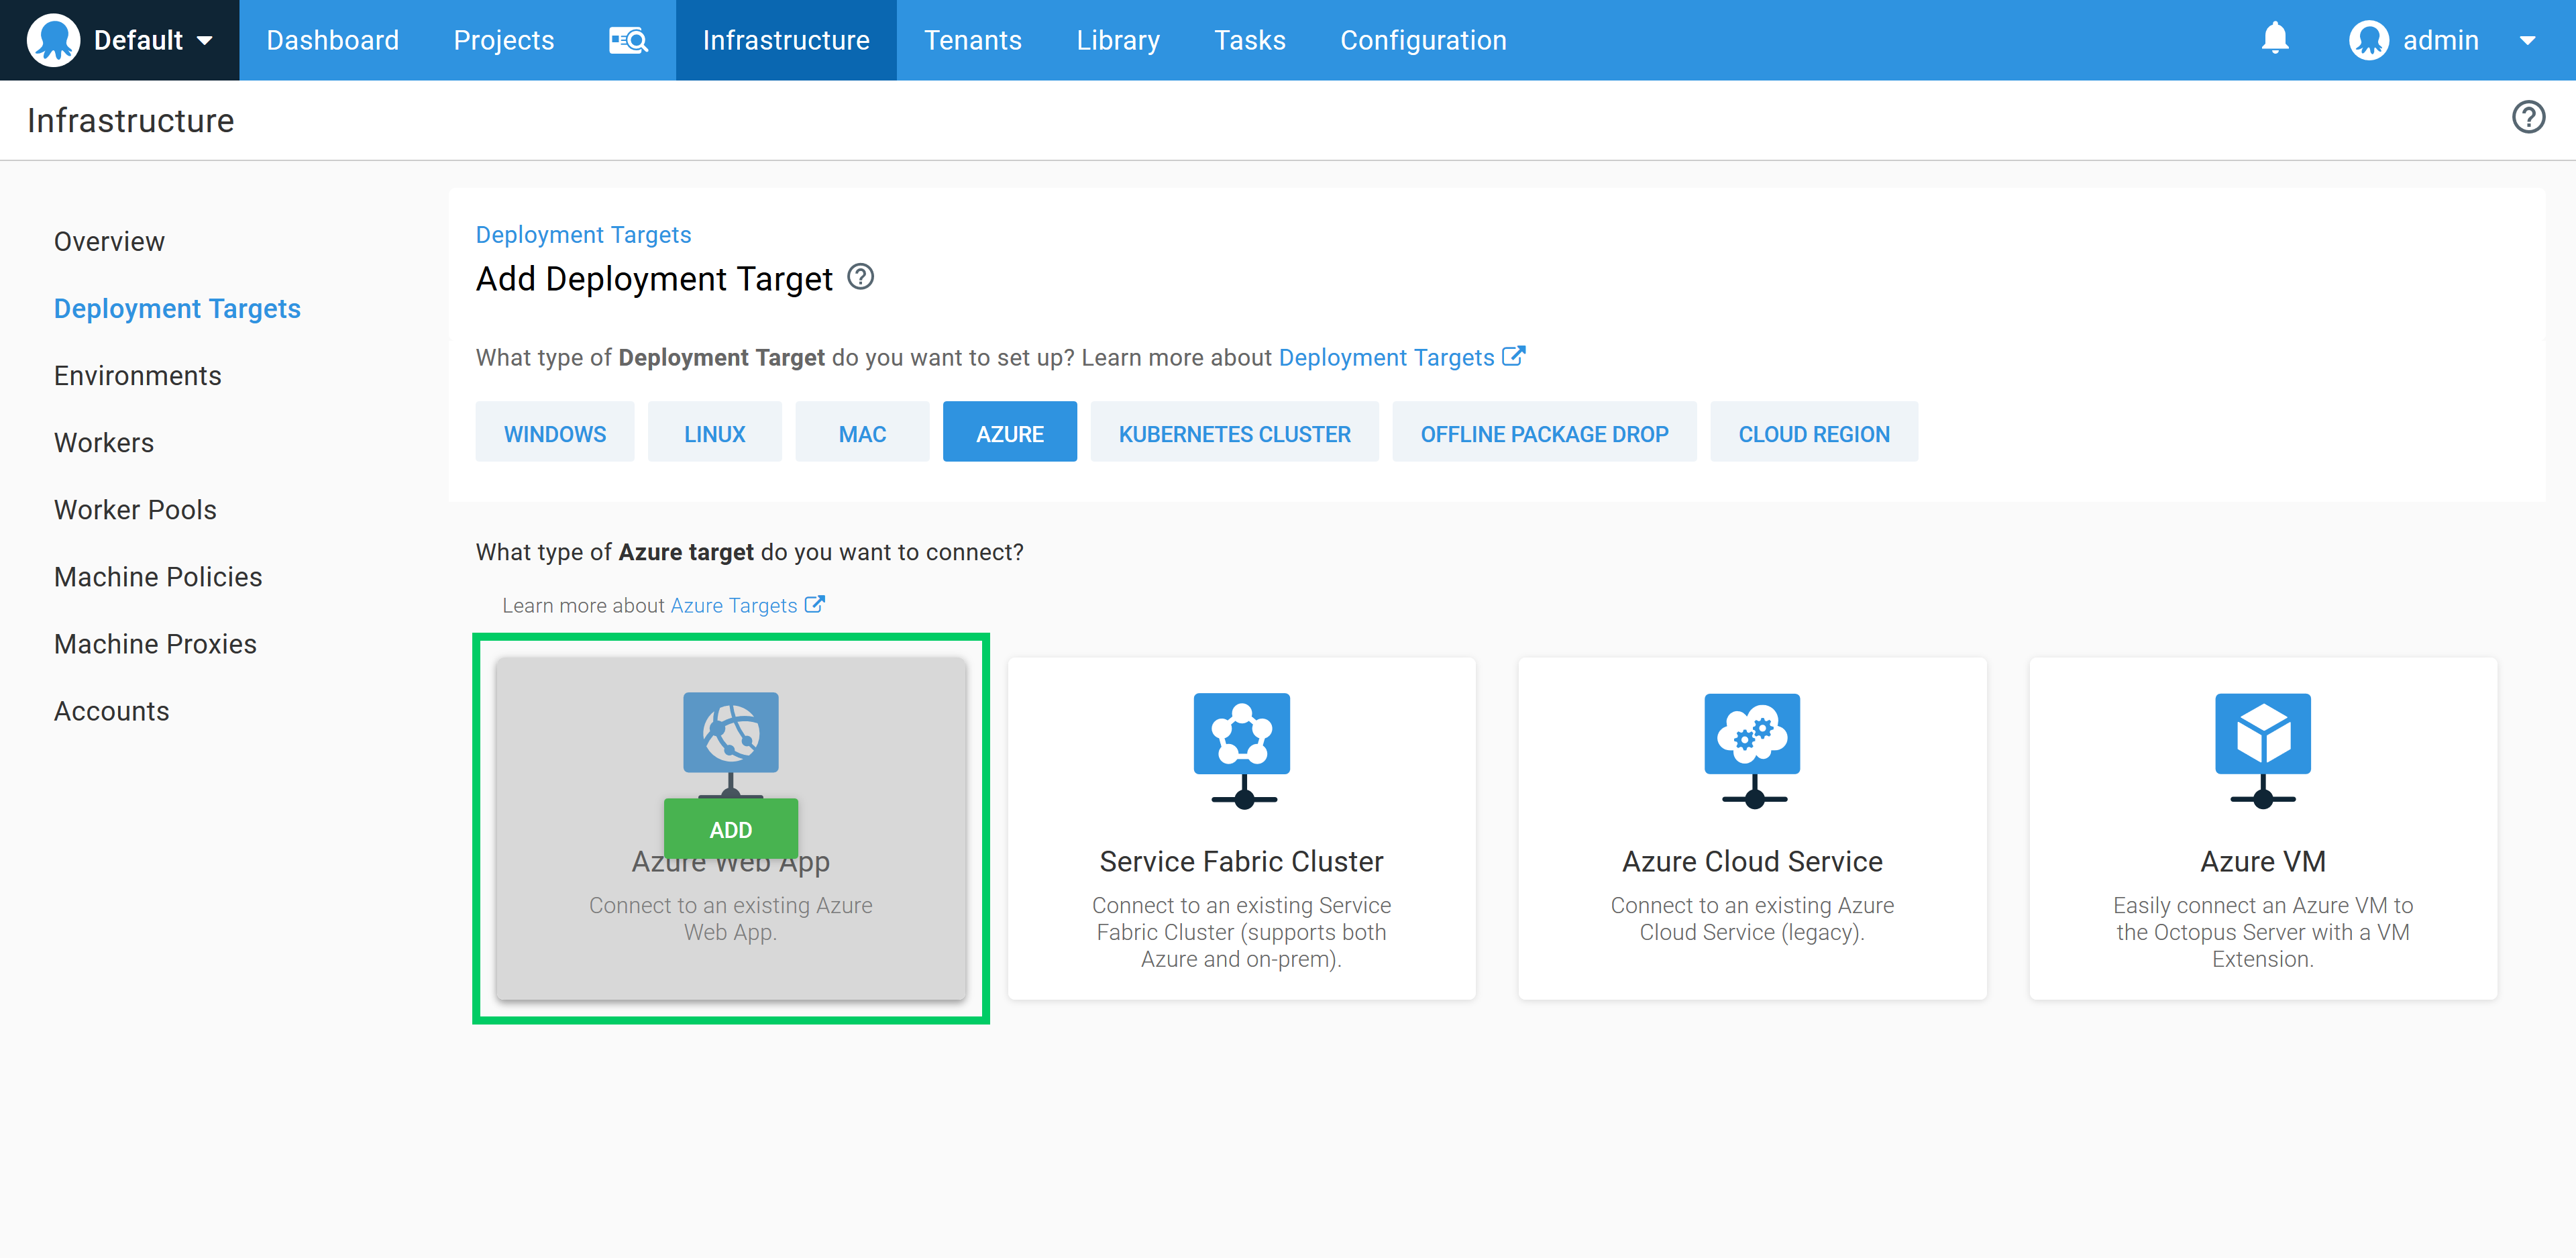 Default
Dashboard
Projects
Infrastructure
Tenants
Library
Tasks
Configuration
admin
Infrastructure
Overview
Deployment Targets
Environments
Workers
Worker Pools
Machine Policies
Machine Proxies
Accounts
Deployment Targets
Add Deployment Target
What type of Deployment Target do you want to set up? Learn more about Deployment Targets
WINDOWS
LINUX
MAC
AZURE
KUBERNETES CLUSTER
OFFLINE PACKAGE DROP
CLOUD REGION
What type of Azure target do you want to connect?
Learn more about Azure Targets
ADD
Azure Web App
Connect to an existing Azure
Web App.
Service Fabric Cluster
Connect to an existing Service
Fabric Cluster (supports both
Azure and on-prem).
Azure Cloud Service
Connect to an existing Azure
Cloud Service (legacy).
Azure VM
Easily connect an Azure VM to
the Octopus Server with a VM
Extension.